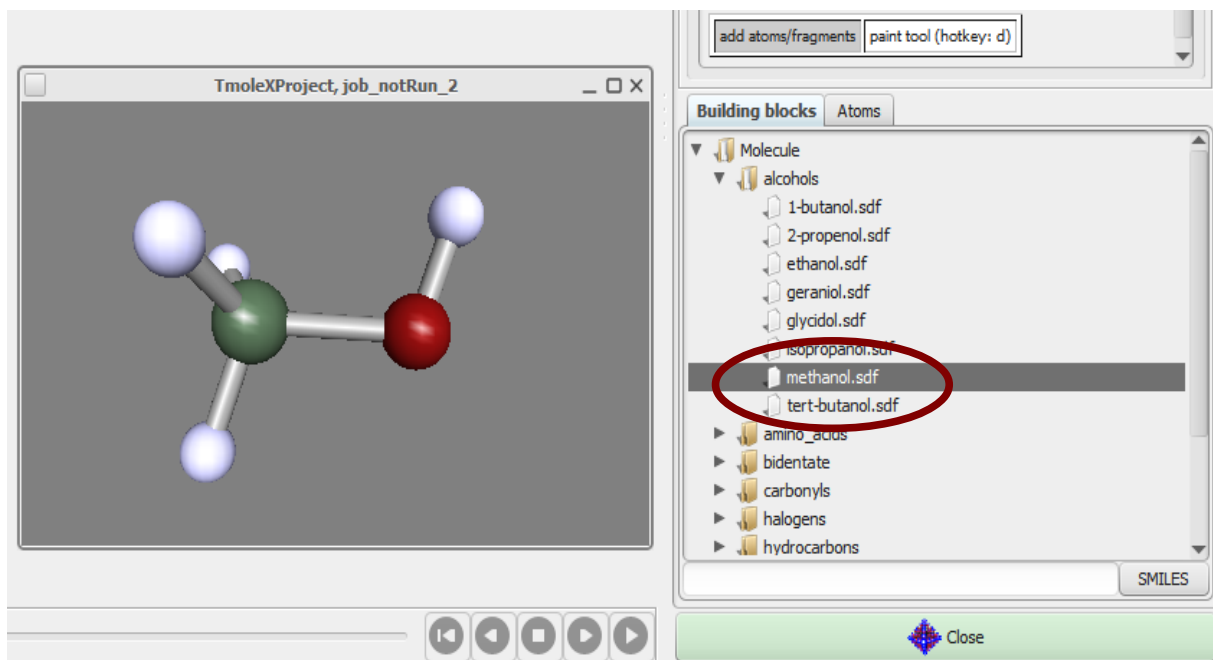 add atoms/fragments paint tool (hotkey: d)
TmoleXProject, job_notRun_2
Building blocks Atoms
Molecule
alcohols
1-butanol.sdf
2-propenol.sdf
ethanol.sdf
geraniol.sdf
glycidol.sdf
isopropanol.sdf
methanol.sdf
tert-butanol.sdf
amino_acids
bidentate
carbonyls
halogens
hydrocarbons
SMILES
Close